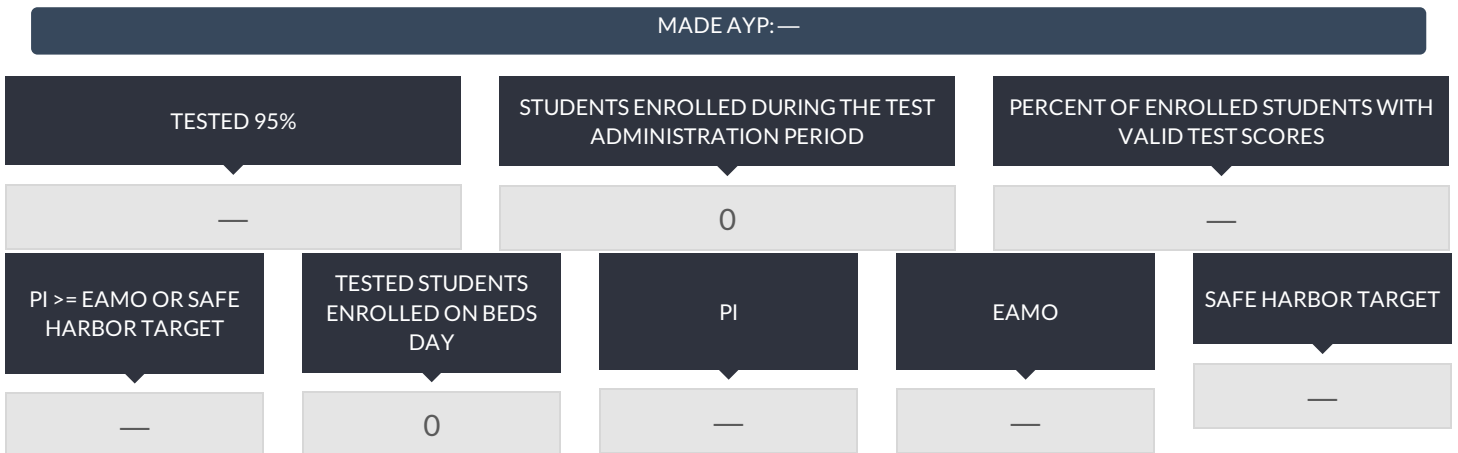 MADE AYP: —
TESTED 95%
—
STUDENTS ENROLLED DURING THE TEST
ADMINISTRATION PERIOD
0
PERCENT OF ENROLLED STUDENTS WITH
VALID TEST SCORES
—
PI >= EAMO OR SAFE
HARBOR TARGET
—
TESTED STUDENTS
ENROLLED ON BEDS
DAY
0
PI
—
EAMO
—
SAFE HARBOR TARGET
—